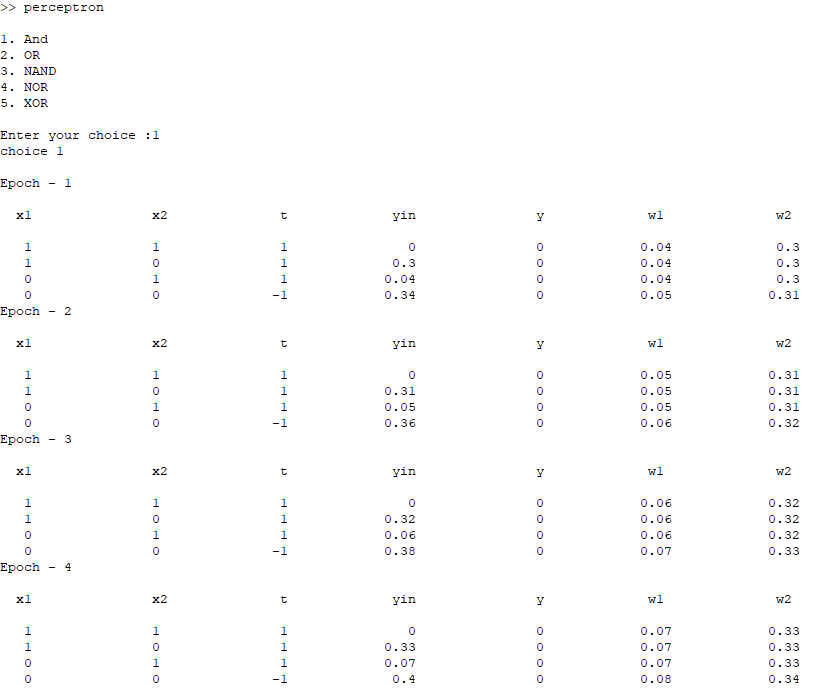 >> perceptron
1. And
2. OR
3. NAND
4. NOR
5. XOR
Enter your choice :1
choice 1
Epoch - 1
x1 x2 t yin y w1 w2
1 1 1 0 0 0.04 0.3
1 0 1 0.3 0 0.04 0.3
0 1 1 0.04 0 0.04 0.3
0 0 -1 0.34 0 0.05 0.31
Epoch - 2
x1 x2 t yin y w1 w2
1 1 1 0 0 0.05 0.31
1 0 1 0.31 0 0.05 0.31
0 1 1 0.05 0 0.05 0.31
0 0 -1 0.36 0 0.06 0.32
Epoch - 3
x1 x2 t yin y w1 w2
1 1 1 0 0 0.06 0.32
1 0 1 0.32 0 0.06 0.32
0 1 1 0.06 0 0.06 0.32
0 0 -1 0.38 0 0.07 0.33
Epoch - 4
x1 x2 t yin y w1 w2
1 1 1 0 0 0.07 0.33
1 0 1 0.33 0 0.07 0.33
0 1 1 0.07 0 0.07 0.33
0 0 -1 0.4 0 0.08 0.34